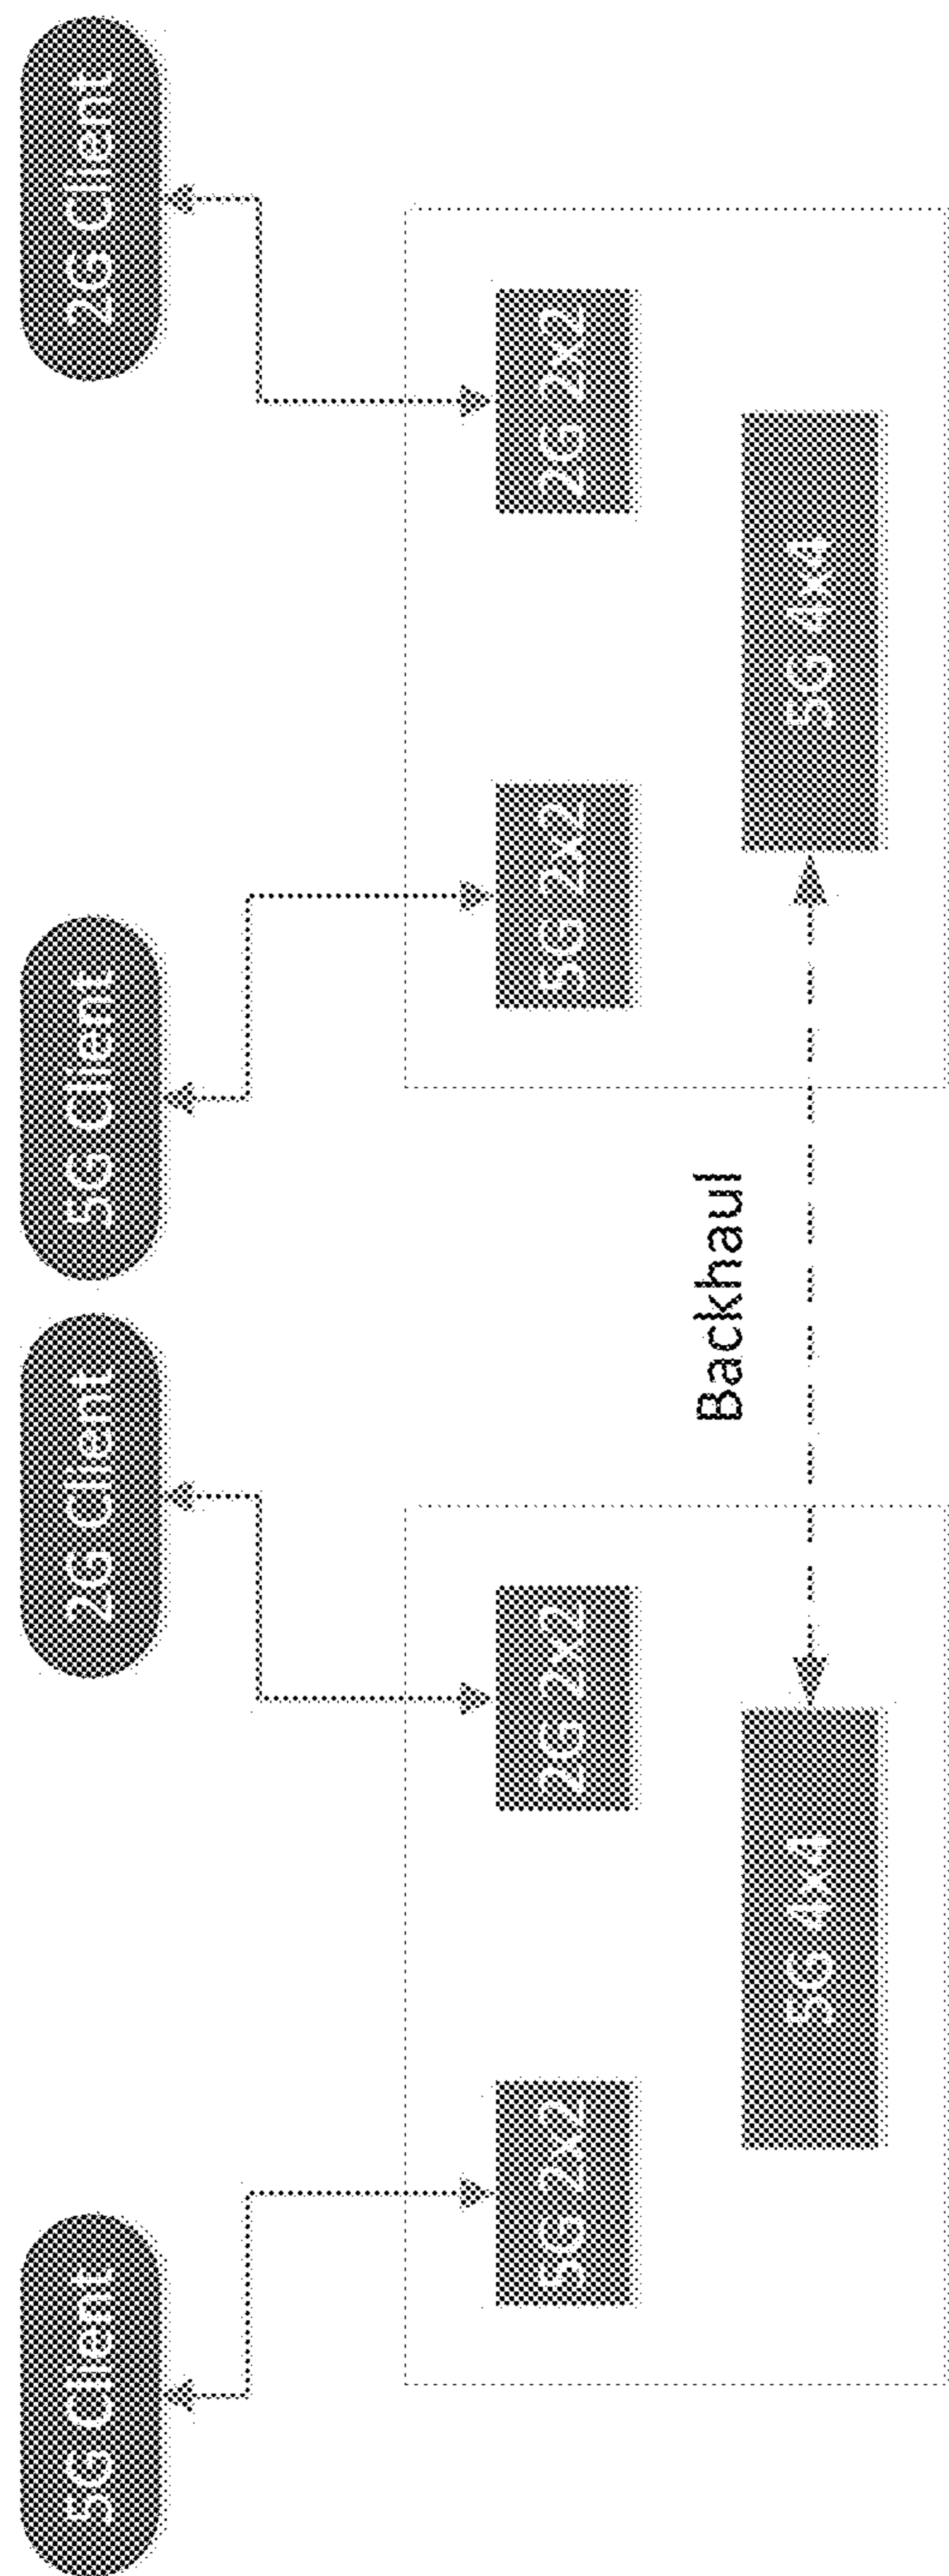 5G Client
2G Client
5G Client
2G Client
5G 2x2
2G 2x2
5G 2x2
2G 2x2
Backhaul
5G 4x4
5G 4x4